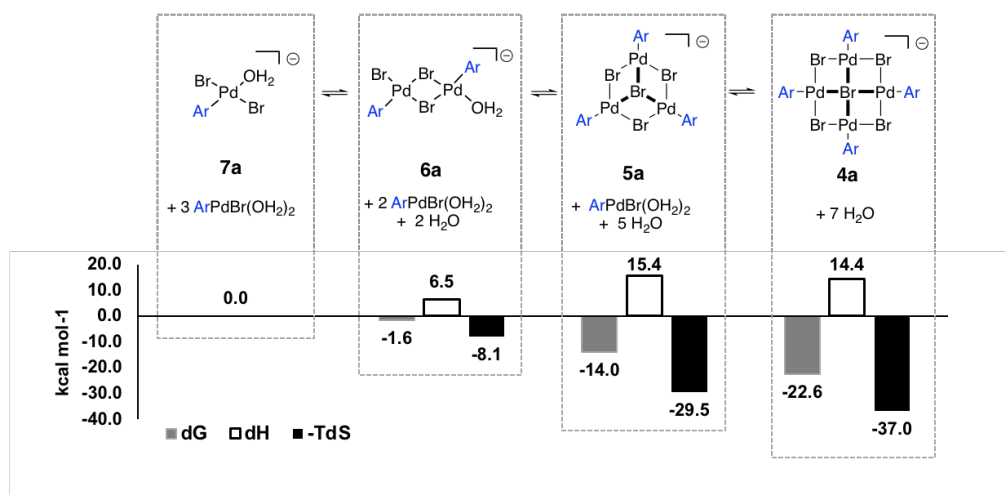 Br
OH2
Pd
Ar
Br
⊖
7a
+ 3 ArPdBr(OH2)2
Br
Br
Ar
Pd
Pd
Ar
Br
OH2
⊖
6a
+ 2 ArPdBr(OH2)2
+ 2 H2O
Ar
Pd
Br
Br
Br
Pd
Pd
Ar
Br
Ar
⊖
5a
+ ArPdBr(OH2)2
+ 5 H2O
Ar
Br
Pd
Br
Ar
Pd
Br
Pd
Ar
Br
Pd
Br
Ar
⊖
4a
+ 7 H2O
kcal mol-1
20.0
10.0
0.0
-10.0
-20.0
-30.0
-40.0
0.0
-1.6
6.5
-8.1
-14.0
15.4
-29.5
-22.6
14.4
-37.0
dG
dH
-TdS